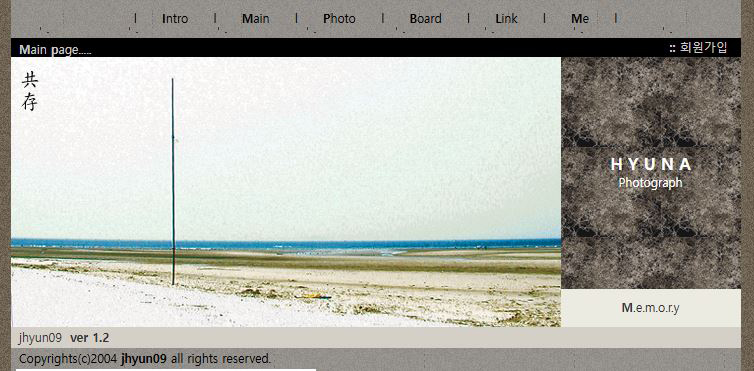 | Intro | Main | Photo | Board | Link | Me |
Main page.....
:: 회원가입
共存
HYUNA
Photograph
M.e.m.o.r.y
jhyun09 ver 1.2
Copyrights(c)2004 jhyun09 all rights reserved.